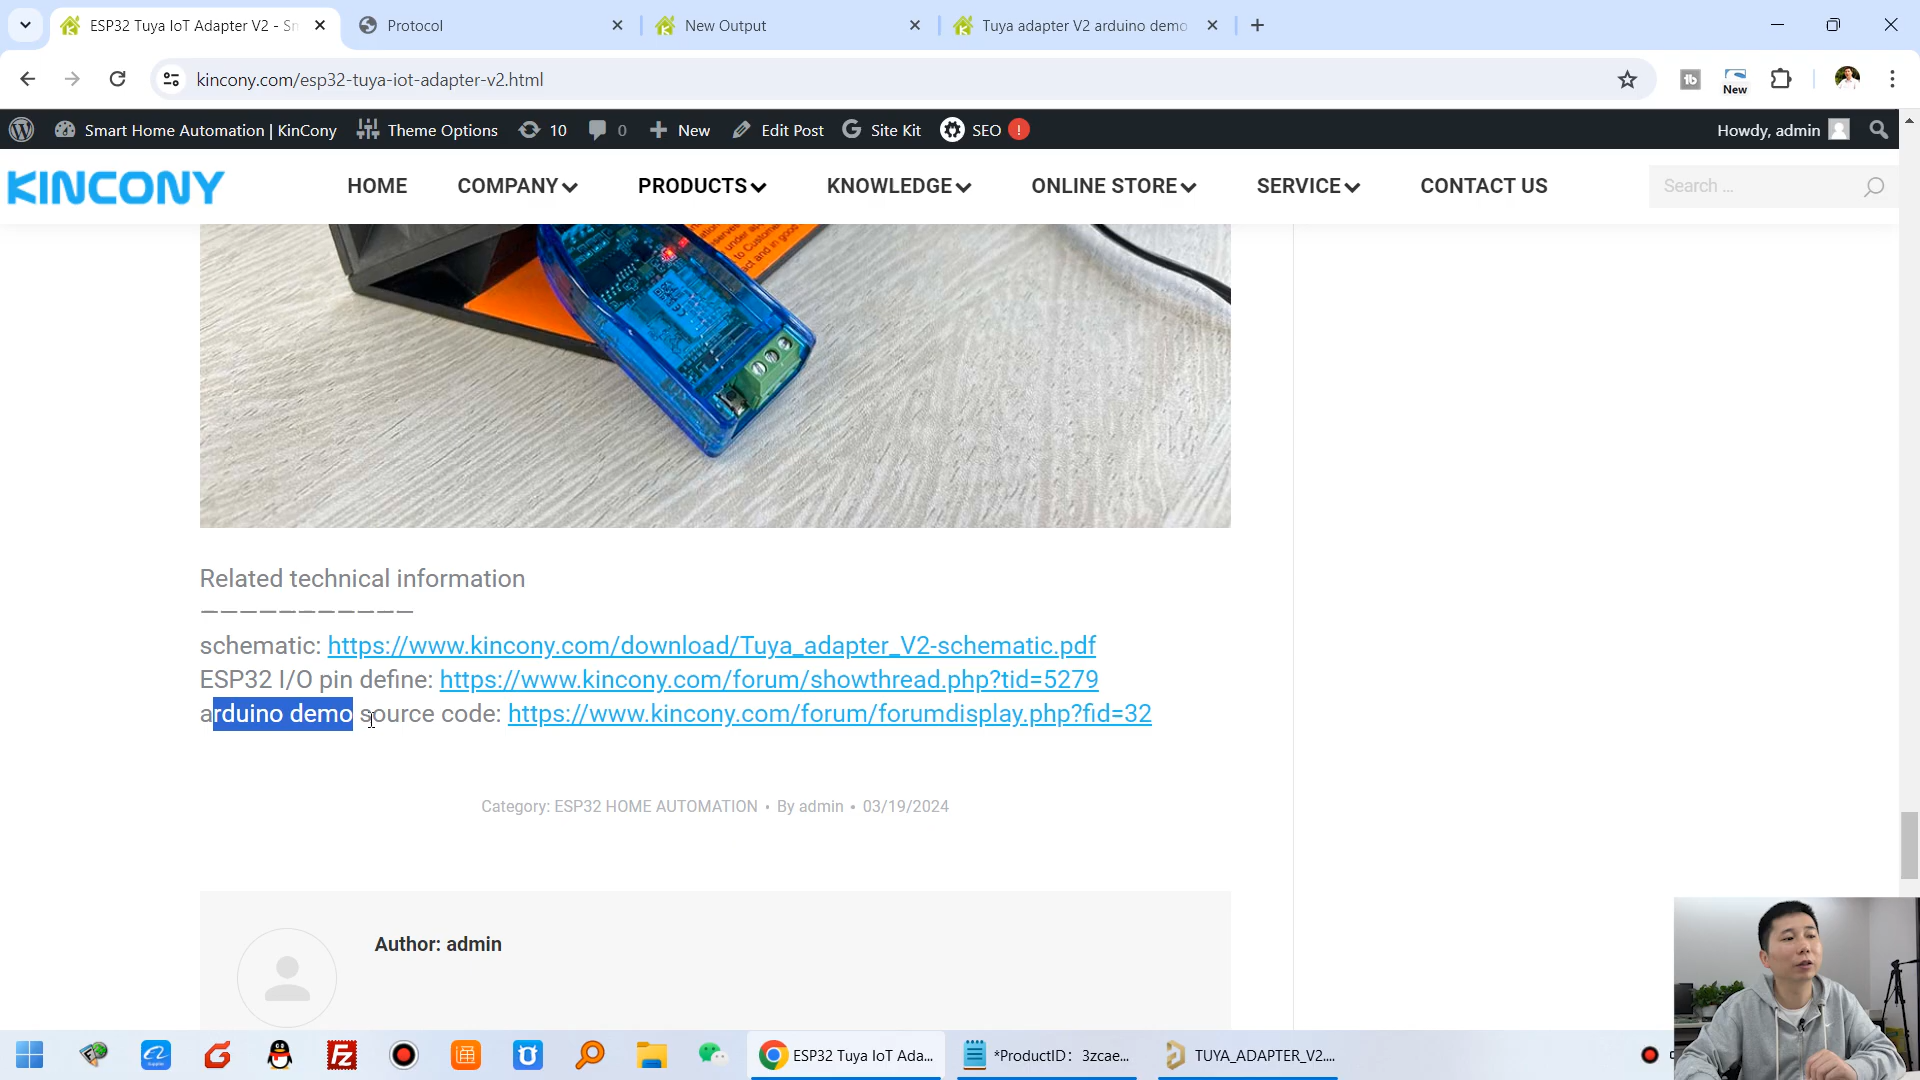 ESP32 Tuya IoT Adapter V2 - Sr
Protocol
New Output
Tuya adapter V2 arduino demo
kincony.com/esp32-tuya-iot-adapter-v2.html
New
Smart Home Automation | KinCony
Theme Options
10
0
New
Edit Post
Site Kit
SEO
!
Howdy, admin
KINCONY
HOME
COMPANY
PRODUCTS
KNOWLEDGE
ONLINE STORE
SERVICE
CONTACT US
Search ...
Related technical information
———————————
schematic: https://www.kincony.com/download/Tuya_adapter_V2-schematic.pdf
ESP32 I/O pin define: https://www.kincony.com/forum/showthread.php?tid=5279
arduino demo source code: https://www.kincony.com/forum/forumdisplay.php?fid=32
Category: ESP32 HOME AUTOMATION • By admin • 03/19/2024
Author: admin
ESP32 Tuya IoT Ada...
*ProductID：3zcae...
TUYA_ADAPTER_V2....